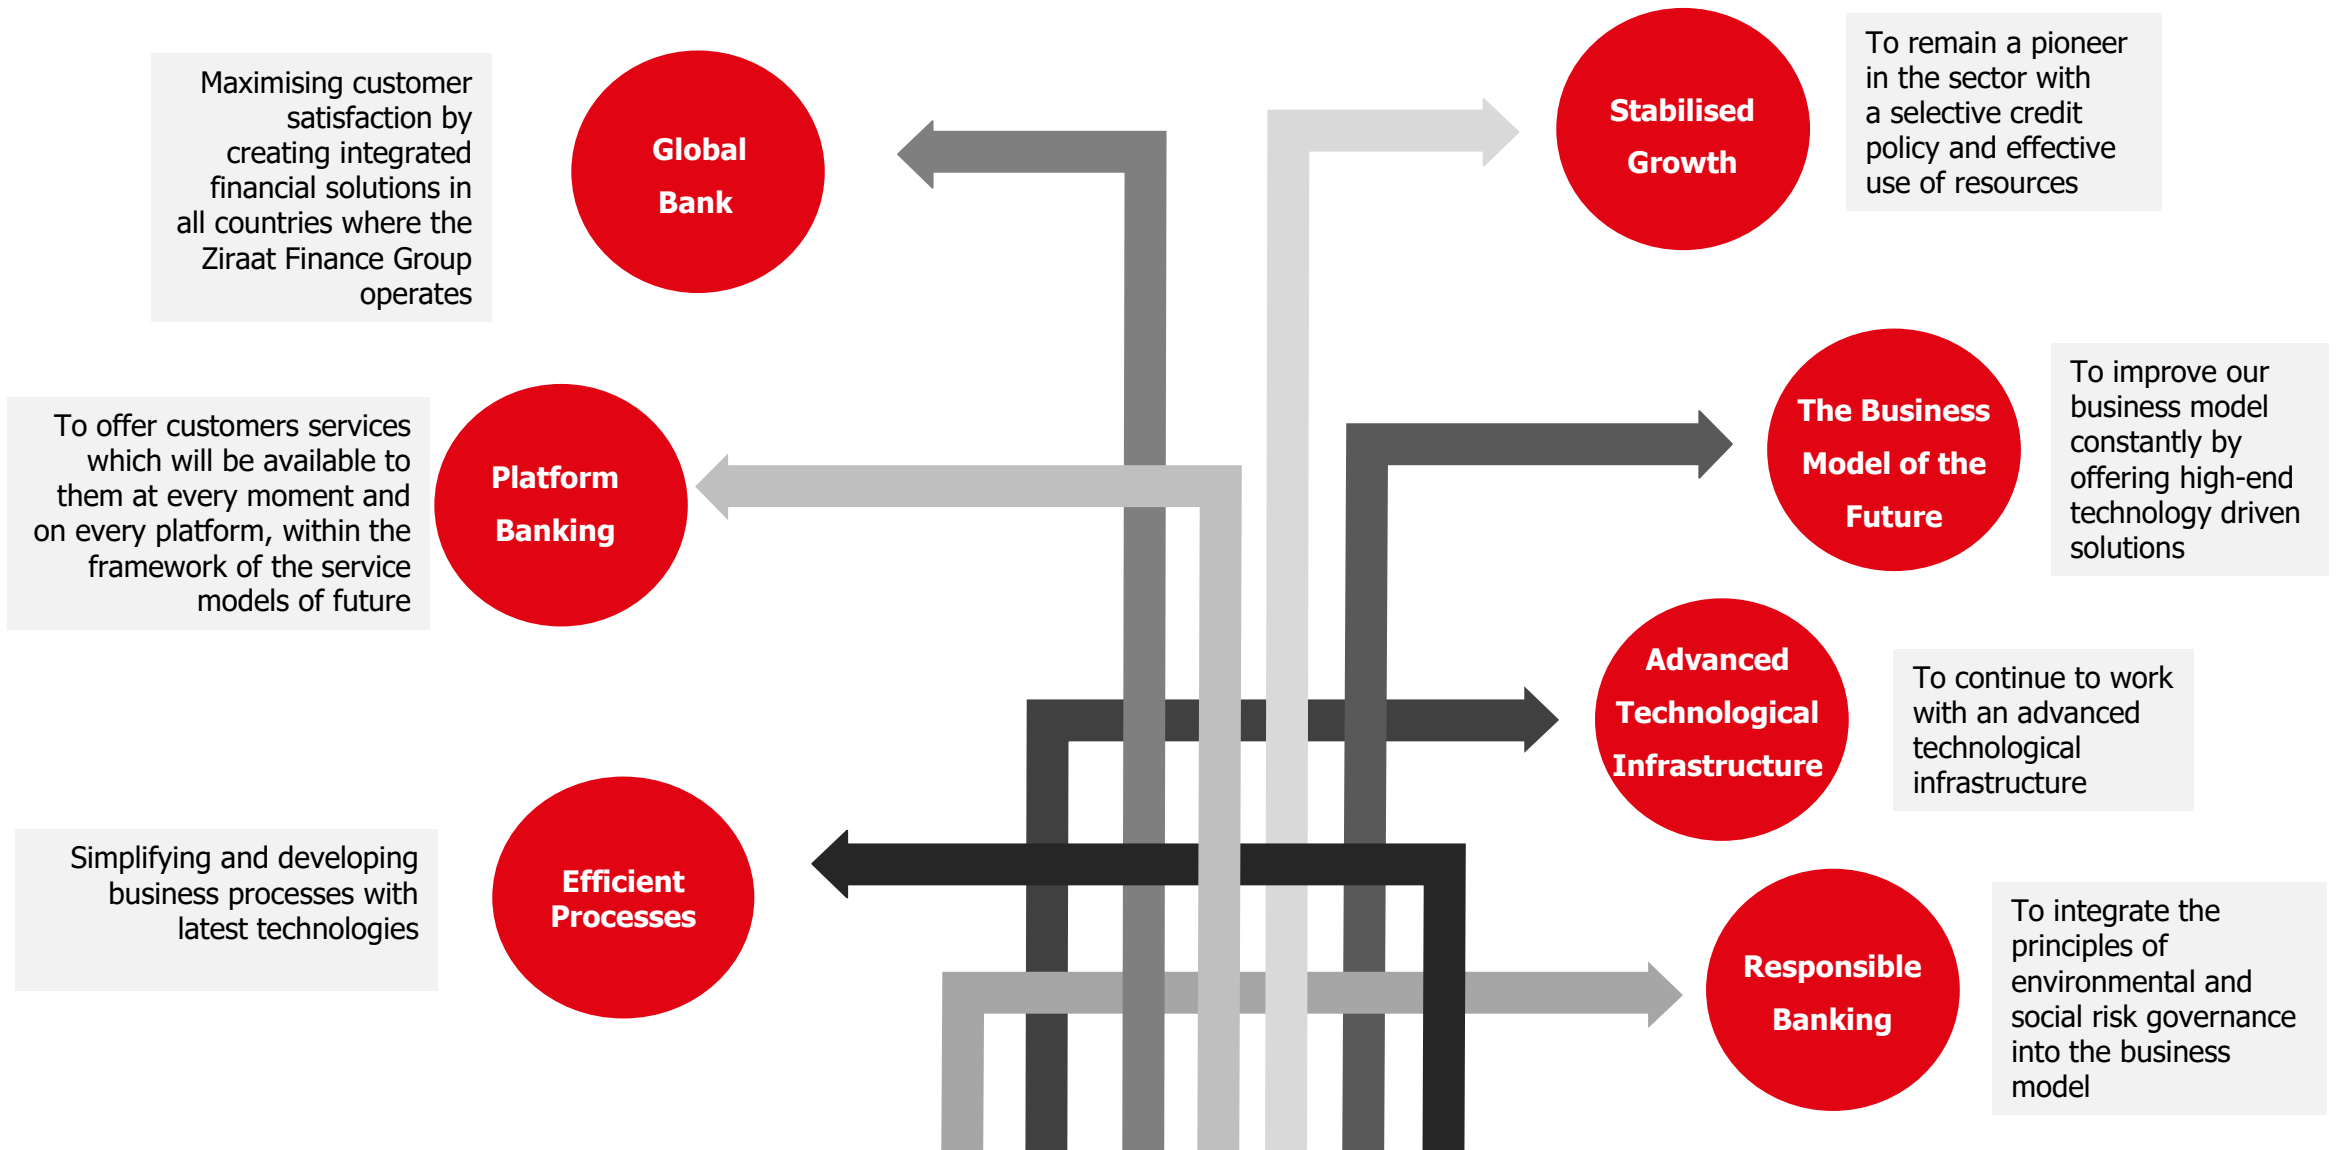 Maximising customer
satisfaction by
creating integrated
financial solutions in
all countries where the
Ziraat Finance Group
operates
Global
Bank
Stabilised
Growth
To remain a pioneer
in the sector with
a selective credit
policy and effective
use of resources
To offer customers services
which will be available to
them at every moment and
on every platform, within the
framework of the service
models of future
Platform
Banking
The Business
Model of the
Future
To improve our
business model
constantly by
offering high-end
technology driven
solutions
Advanced
Technological
Infrastructure
To continue to work
with an advanced
technological
infrastructure
Simplifying and developing
business processes with
latest technologies
Efficient
Processes
Responsible
Banking
To integrate the
principles of
environmental and
social risk governance
into the business
model